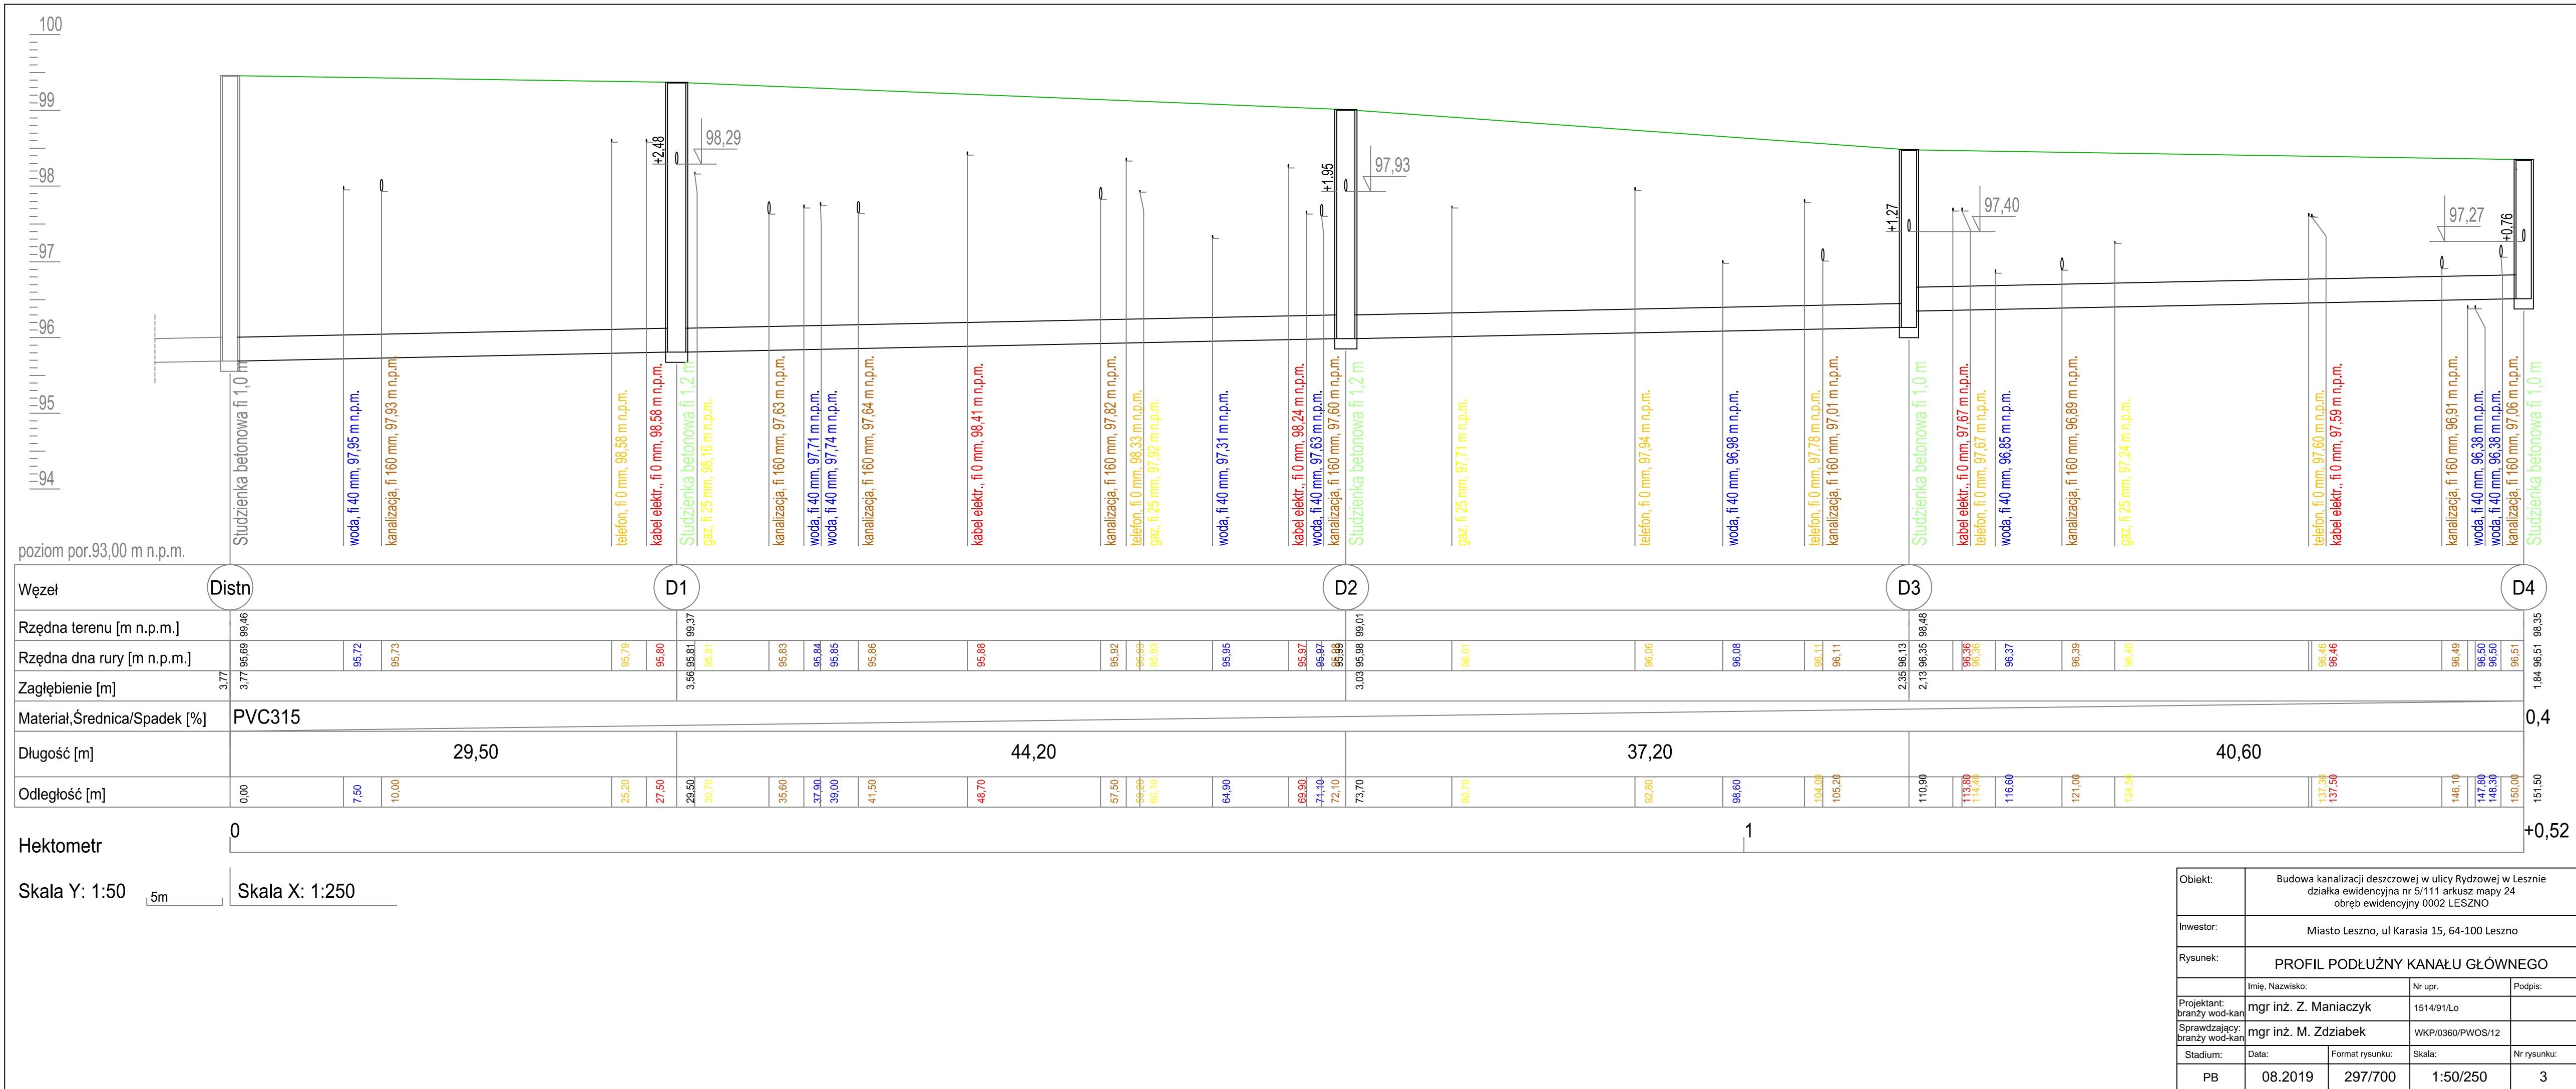 100
99
98
97
96
95
94
+2,48
98,29
+1,95
97,93
+1,27
97,40
97,27
+0,76
Studzienka betonowa fi 1,0 m
woda, fi 40 mm, 97,95 m n.p.m.
kanalizacja, fi 160 mm, 97,93 m n.p.m.
telefon, fi 0 mm, 98,58 m n.p.m.
kabel elektr., fi 0 mm, 98,58 m n.p.m.
Studzienka betonowa fi 1,2 m
gaz, fi 25 mm, 98,16 m n.p.m.
kanalizacja, fi 160 mm, 97,63 m n.p.m.
woda, fi 40 mm, 97,71 m n.p.m.
woda, fi 40 mm, 97,74 m n.p.m.
kanalizacja, fi 160 mm, 97,64 m n.p.m.
kabel elektr., fi 0 mm, 98,41 m n.p.m.
kanalizacja, fi 160 mm, 97,82 m n.p.m.
telefon, fi 0 mm, 98,33 m n.p.m.
gaz, fi 25 mm, 97,92 m n.p.m.
woda, fi 40 mm, 97,31 m n.p.m.
kabel elektr., fi 0 mm, 98,24 m n.p.m.
woda, fi 40 mm, 97,63 m n.p.m.
kanalizacja, fi 160 mm, 97,60 m n.p.m.
Studzienka betonowa fi 1,2 m
gaz, fi 25 mm, 97,71 m n.p.m.
telefon, fi 0 mm, 97,94 m n.p.m.
woda, fi 40 mm, 96,98 m n.p.m.
telefon, fi 0 mm, 97,78 m n.p.m.
kanalizacja, fi 160 mm, 97,01 m n.p.m.
Studzienka betonowa fi 1,0 m
kabel elektr., fi 0 mm, 97,67 m n.p.m.
telefon, fi 0 mm, 97,67 m n.p.m.
woda, fi 40 mm, 96,85 m n.p.m.
kanalizacja, fi 160 mm, 96,89 m n.p.m.
gaz, fi 25 mm, 97,24 m n.p.m.
telefon, fi 0 mm, 97,60 m n.p.m.
kabel elektr., fi 0 mm, 97,59 m n.p.m.
kanalizacja, fi 160 mm, 96,91 m n.p.m.
woda, fi 40 mm, 96,38 m n.p.m.
woda, fi 40 mm, 96,38 m n.p.m.
kanalizacja, fi 160 mm, 97,06 m n.p.m.
Studzienka betonowa fi 1,0 m
poziom por.93,00 m n.p.m.
Węzeł Distn D1 D2 D3 D4
Rzędna terenu [m n.p.m.] 99,46 99,37 99,01 98,48 98,35
Rzędna dna rury [m n.p.m.] 95,69 95,72 95,73 95,79 95,80 95,81 95,83 95,84 95,85 95,86 95,88 95,92 95,93 95,93 95,95 95,97 95,97 95,99 95,98 96,01 96,06 96,08 96,11 96,11 96,13 96,35 96,36 96,36 96,37 96,39 96,40 96,46 96,46 96,49 96,50 96,50 96,51 96,51
Zagłębienie [m] 3,77 3,77 3,56 3,03 2,35 2,13 1,84
Materiał,Średnica/Spadek [%] PVC315 0,4
Długość [m] 29,50 44,20 37,20 40,60
Odległość [m] 0,00 7,50 10,00 25,20 27,50 29,50 30,70 35,60 37,90 39,00 41,50 48,70 57,50 59,20 60,10 64,90 69,90 71,10 72,10 73,70 80,70 92,80 98,60 104,00 105,20 110,90 113,80 114,40 116,60 121,00 124,50 137,30 137,50 146,10 147,80 148,30 150,00 151,50
Hektometr 0 1 +0,52
Skala Y: 1:50 5m Skala X: 1:250
Obiekt: Budowa kanalizacji deszczowej w ulicy Rydzowej w Lesznie
działka ewidencyjna nr 5/111 arkusz mapy 24
obręb ewidencyjny 0002 LESZNO
Inwestor: Miasto Leszno, ul Karasia 15, 64-100 Leszno
Rysunek: PROFIL PODŁUŻNY KANAŁU GŁÓWNEGO
Imię, Nazwisko: Nr upr. Podpis:
Projektant:
branży wod-kan mgr inż. Z. Maniaczyk 1514/91/Lo
Sprawdzający:
branży wod-kan mgr inż. M. Zdziabek WKP/0360/PWOS/12
Stadium: Data: Format rysunku: Skala: Nr rysunku:
PB 08.2019 297/700 1:50/250 3